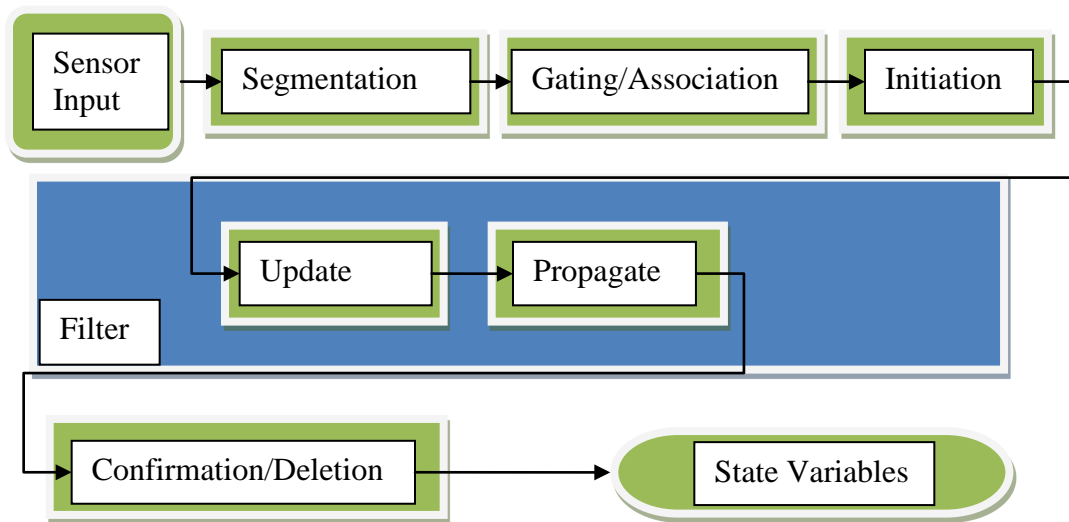 Sensor
Input
Segmentation
Gating/Association
Initiation
Update
Propagate
Filter
Confirmation/Deletion
State Variables